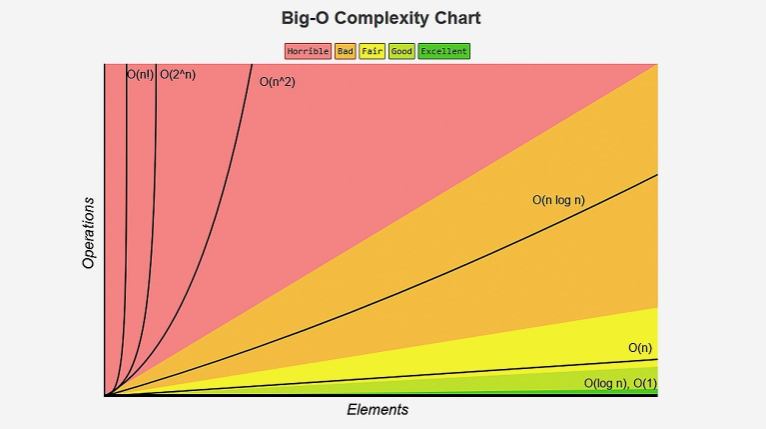 Big-O Complexity Chart
Horrible Bad Fair Good Excellent
O(n!) O(2^n) O(n^2)
O(n log n)
O(n)
O(log n), O(1)
Operations
Elements